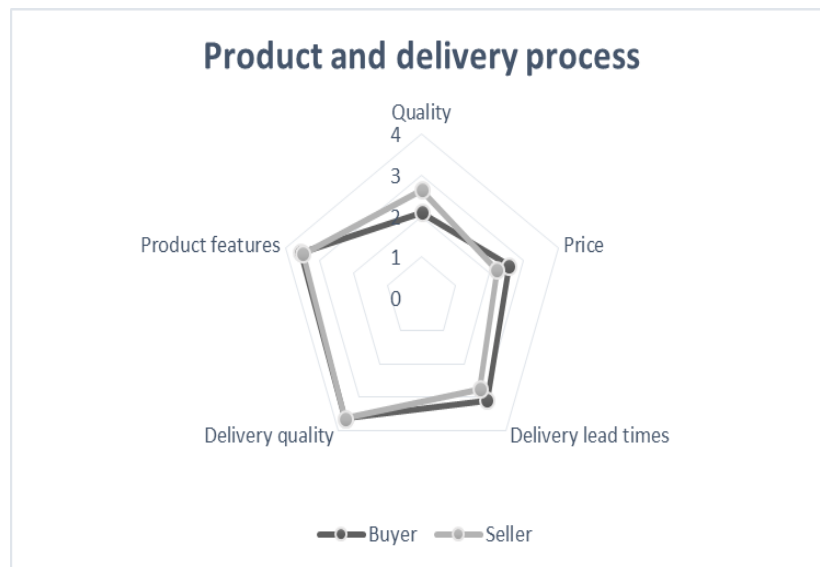 Product and delivery process
Quality
4
3
2
1
0
Product features
Price
Delivery quality
Delivery lead times
Buyer
Seller